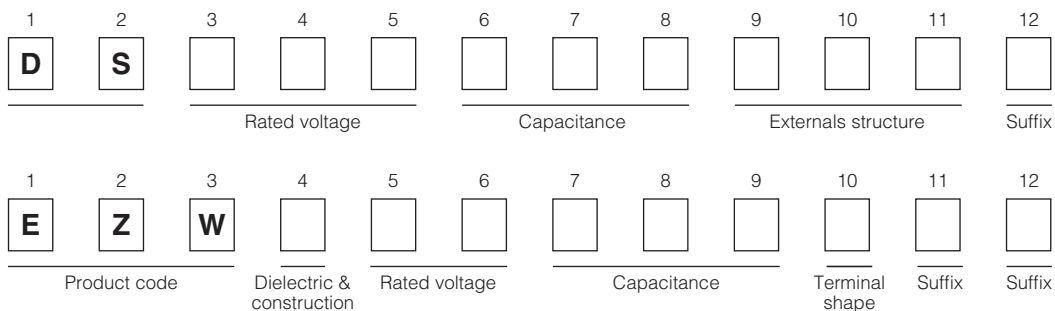 1 2 3 4 5 6 7 8 9 10 11 12
D S
Rated voltage Capacitance Externals structure Suffix
1 2 3 4 5 6 7 8 9 10 11 12
E Z W
Product code Dielectric & Rated voltage Capacitance Terminal Suffix Suffix
construction shape